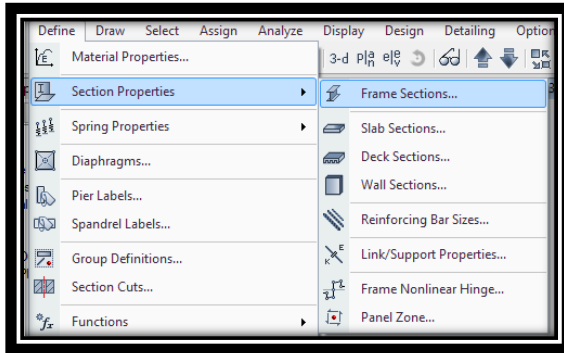 Define Draw Select Assign Analyze Display Design Detailing Option
Material Properties...
3-d
Section Properties
Frame Sections...
Spring Properties
Slab Sections...
Diaphragms...
Deck Sections...
Pier Labels...
Wall Sections...
Spandrel Labels...
Reinforcing Bar Sizes...
Group Definitions...
Link/Support Properties...
Section Cuts...
Frame Nonlinear Hinge...
Functions
Panel Zone...